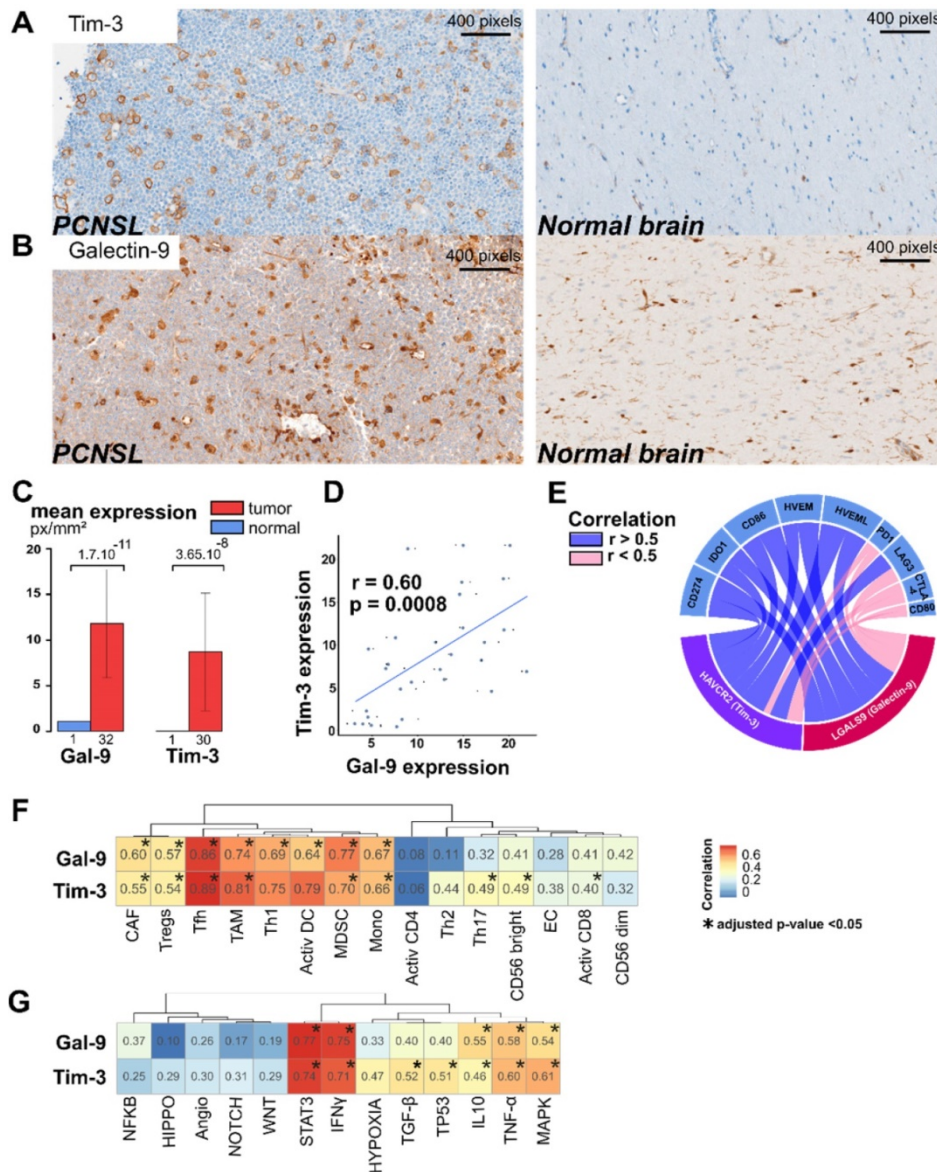 A
Tim-3
400 pixels
400 pixels
PCNSL
Normal brain
B
Galectin-9
400 pixels
400 pixels
PCNSL
Normal brain
C
mean expression
px/mm²
tumor
normal
1.7.10-11
3.65.10-8
20
15
10
5
0
1 32 1 30
Gal-9 Tim-3
D
r = 0.60
p = 0.0008
Tim-3 expression
20
15
10
5
0
5 10 15 20
Gal-9 expression
E
Correlation
r > 0.5
r < 0.5
CD274
IDO1
CD86
HVEM
HVEML
PD1
LAG3
CTLA
-4
CD80
HAVCR2 (Tim-3)
LGALS9 (Galectin-9)
F
Gal-9 0.60* 0.57* 0.86* 0.74* 0.69* 0.64* 0.77* 0.67* 0.08 0.11 0.32 0.41 0.28 0.41 0.42
Tim-3 0.55* 0.54* 0.89* 0.81* 0.75 0.79 0.70* 0.66* 0.06 0.44 0.49* 0.49* 0.38 0.40* 0.32
CAF Tregs Tfh TAM Th1 Activ DC MDSC Mono Activ CD4 Th2 Th17 CD56 bright EC Activ CD8 CD56 dim
Correlation
0.6
0.4
0.2
0
* adjusted p-value <0.05
G
Gal-9 0.37 0.10 0.26 0.17 0.19 0.77* 0.75* 0.33 0.40 0.40 0.55* 0.58* 0.54*
Tim-3 0.25 0.29 0.30 0.31 0.29 0.74* 0.71* 0.47 0.52* 0.51* 0.46* 0.60* 0.61*
NFKB HIPPO Angio NOTCH WNT STAT3 IFNγ HYPOXIA TGF-β TP53 IL10 TNF-α MAPK